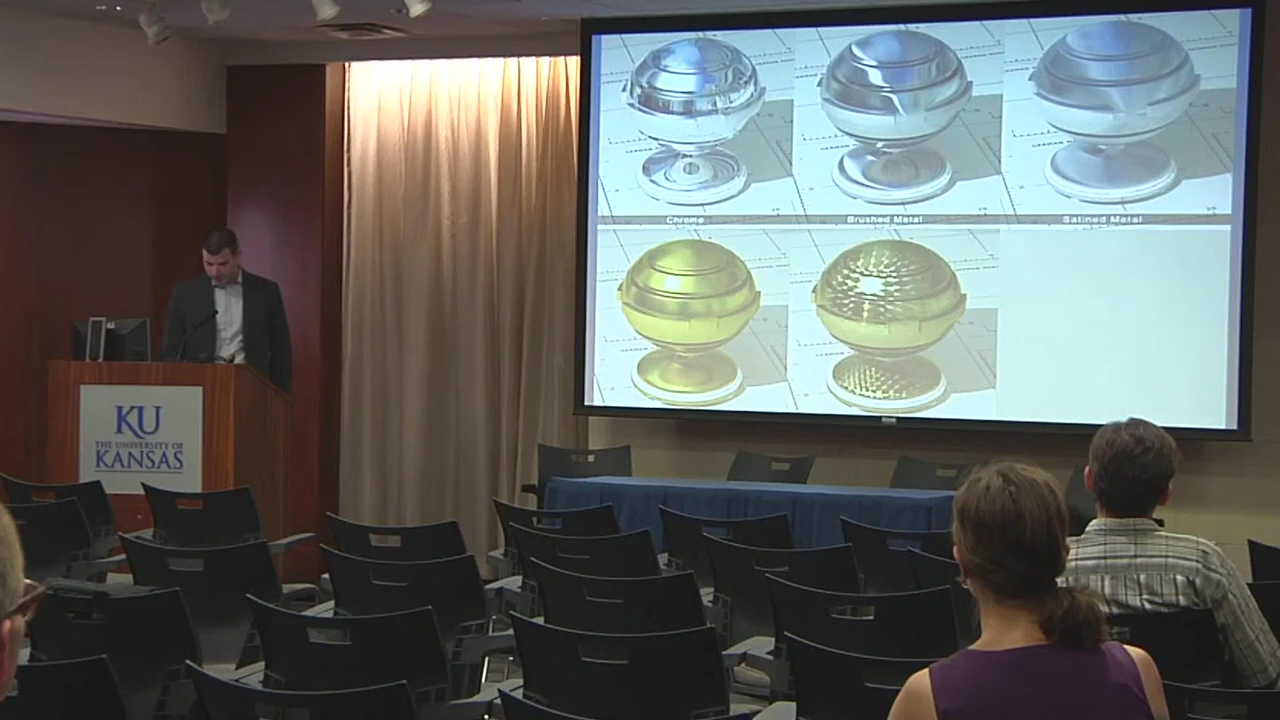 Chrome
Brushed Metal
Satined Metal
KU
THE UNIVERSITY OF
KANSAS